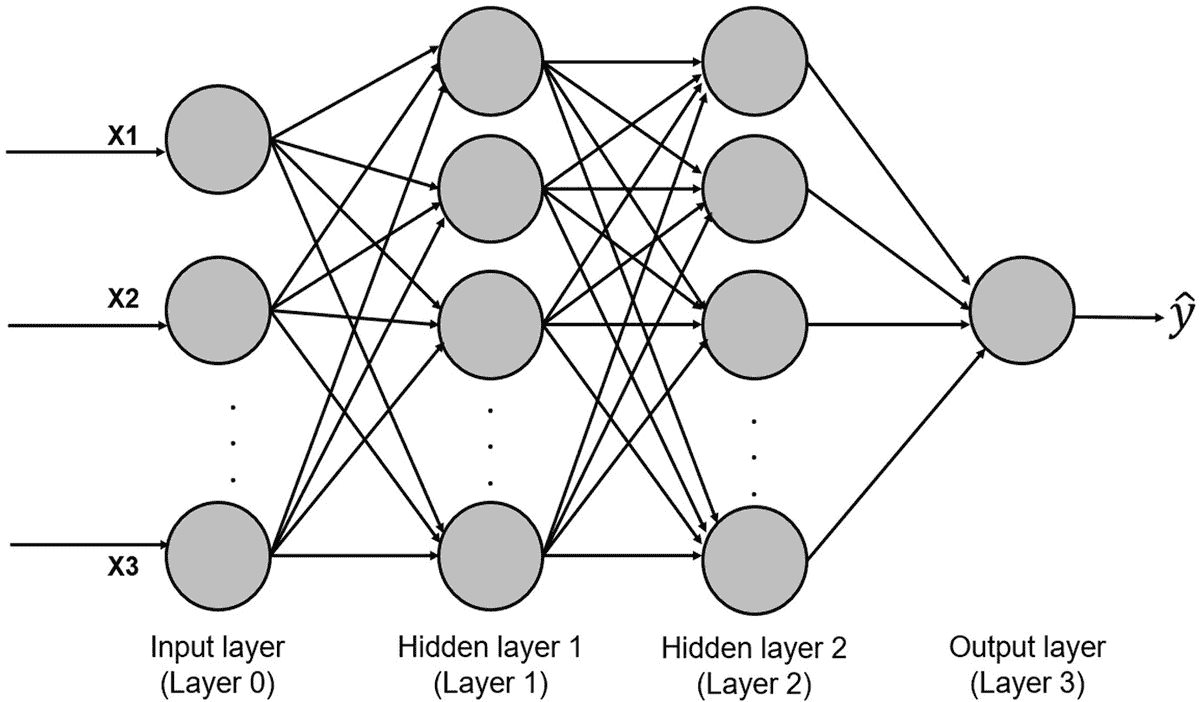 X1
X2
X3
ŷ
Input layer
(Layer 0)
Hidden layer 1
(Layer 1)
Hidden layer 2
(Layer 2)
Output layer
(Layer 3)